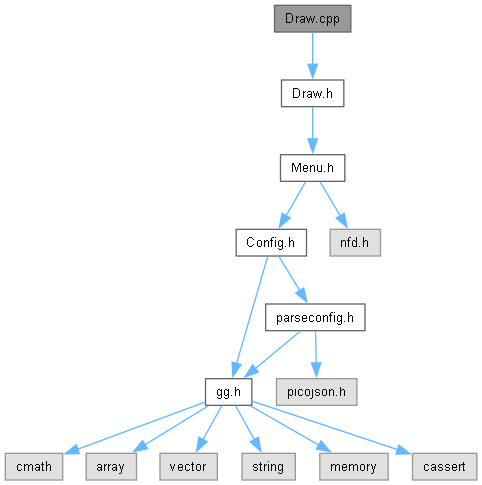 Draw.cpp
Draw.h
Menu.h
Config.h
nfd.h
parseconfig.h
gg.h
picojson.h
cmath
array
vector
string
memory
cassert